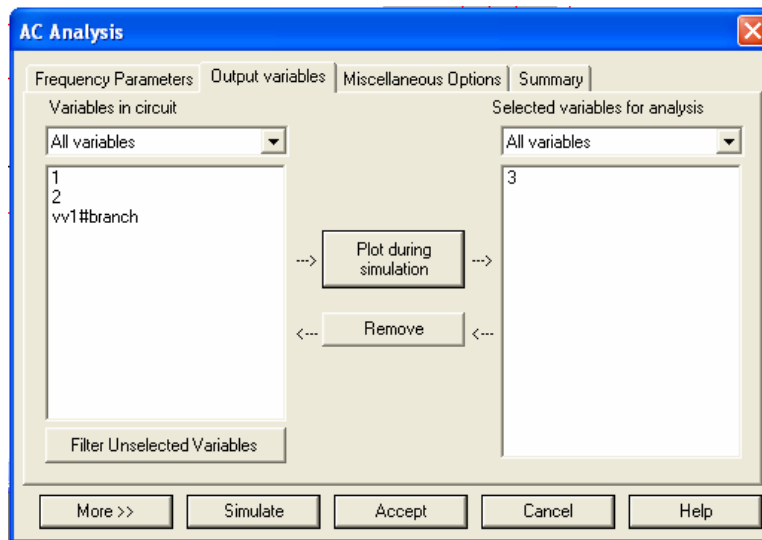 AC Analysis
Frequency Parameters Output variables Miscellaneous Options Summary
Variables in circuit
Selected variables for analysis
All variables
All variables
1
2
vv1#branch
3
--->
Plot during
simulation
--->
<---
Remove
<---
Filter Unselected Variables
More >> Simulate Accept Cancel Help